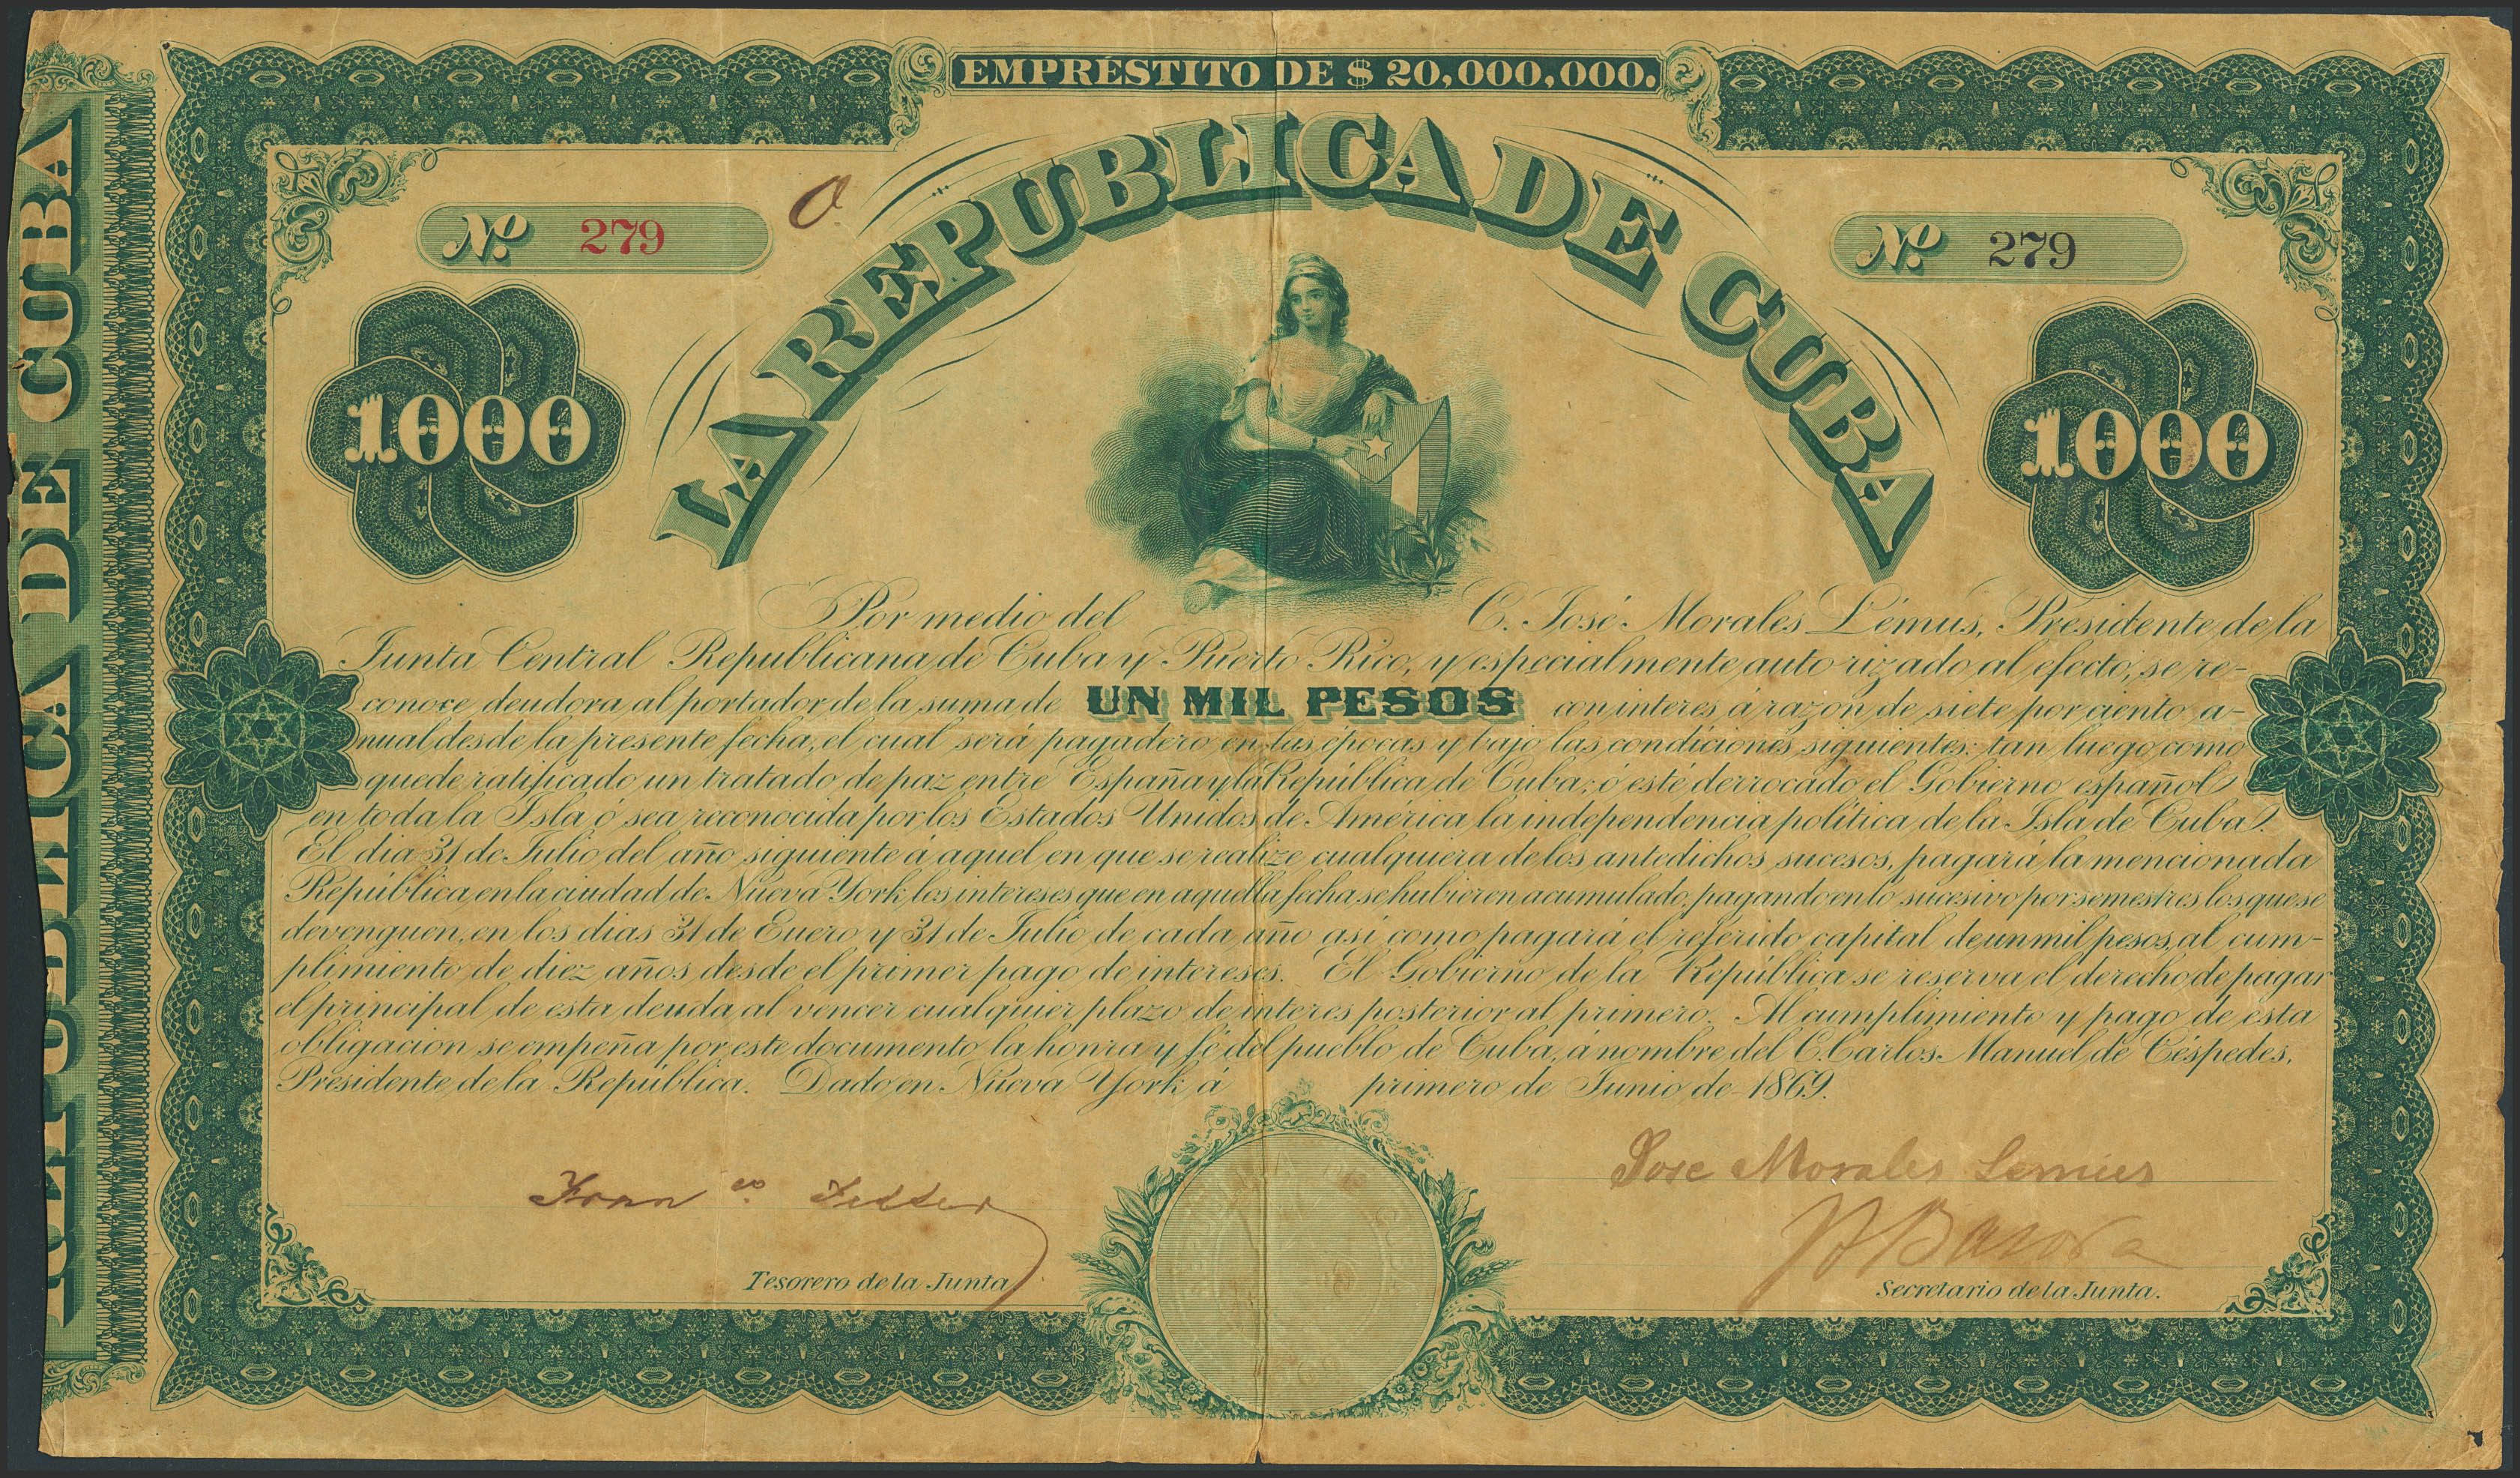 EMPRÉSTITO DE $ 20,000,000.
LA REPUBLICA DE CUBA
REPUBLICA DE CUBA
No. 279
O
No. 279
1000
1000
Por medio del C. José Morales Lémus, Presidente de la
Junta Central Republicana de Cuba y Puerto Rico, y especialmente autorizado al efecto, se re-
conoce deudora al portador de la suma de UN MIL PESOS con interes á razon de siete por ciento a-
nual desde la presente fecha, el cual será pagadero en las épocas y bajo las condiciones siguientes: tan luego como
quede ratificado un tratado de paz entre España y la República de Cuba; ó esté derrocado el Gobierno español
en toda la Isla ó sea reconocida por los Estados Unidos de América la independencia política de la Isla de Cuba.
El dia 31 de Julio del año siguiente á aquel en que se realize cualquiera de los antedichos sucesos, pagará la mencionada
República en la ciudad de Nueva York los intereses que en aquella fecha se hubieren acumulado, pagando en lo sucesivo por semestres los que se
devenguen, en los dias 31 de Enero y 31 de Julio de cada año así como pagará el referido capital de un mil pesos, al cum-
plimiento de diez años desde el primer pago de intereses. El Gobierno de la República se reserva el derecho de pagar
el principal de esta deuda al vencer cualquier plazo de interes posterior al primero. Al cumplimiento y pago de esta
obligacion se empeña por este documento la honra y fé del pueblo de Cuba, á nombre del C. Carlos Manuel de Céspedes,
Presidente de la República. Dado en Nueva York á primero de Junio de 1869.
Jose Morales Lemus
Franco. Fesser
J. Basora
Tesorero de la Junta
Secretario de la Junta.